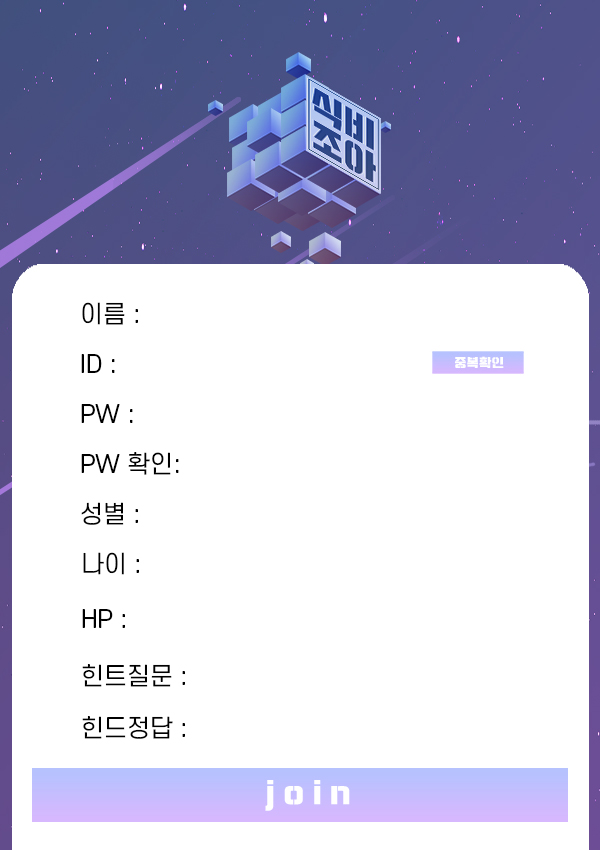 식비
조아
이름 :
ID :
중복확인
PW :
PW 확인:
성별 :
나이 :
HP :
힌트질문 :
힌드정답 :
join